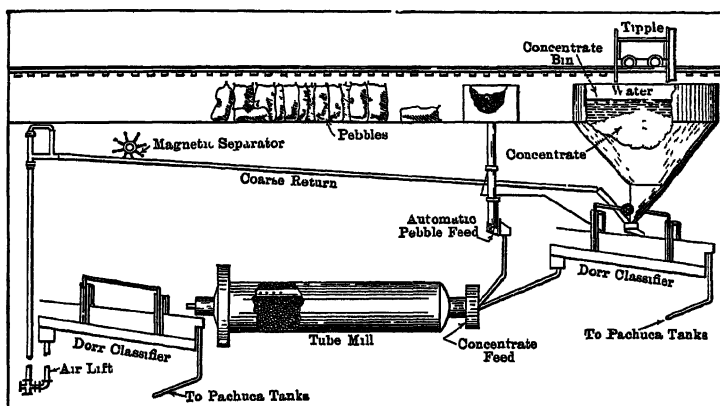 Tipple
Concentrate
Bin
Water
Pebbles
Concentrate
Magnetic Separator
Coarse Return
Automatic
Pebble Feed
Dorr Classifier
Tube Mill
Concentrate
Feed
To Pachuca Tanks
Dorr Classifier
Air Lift
To Pachuca Tanks